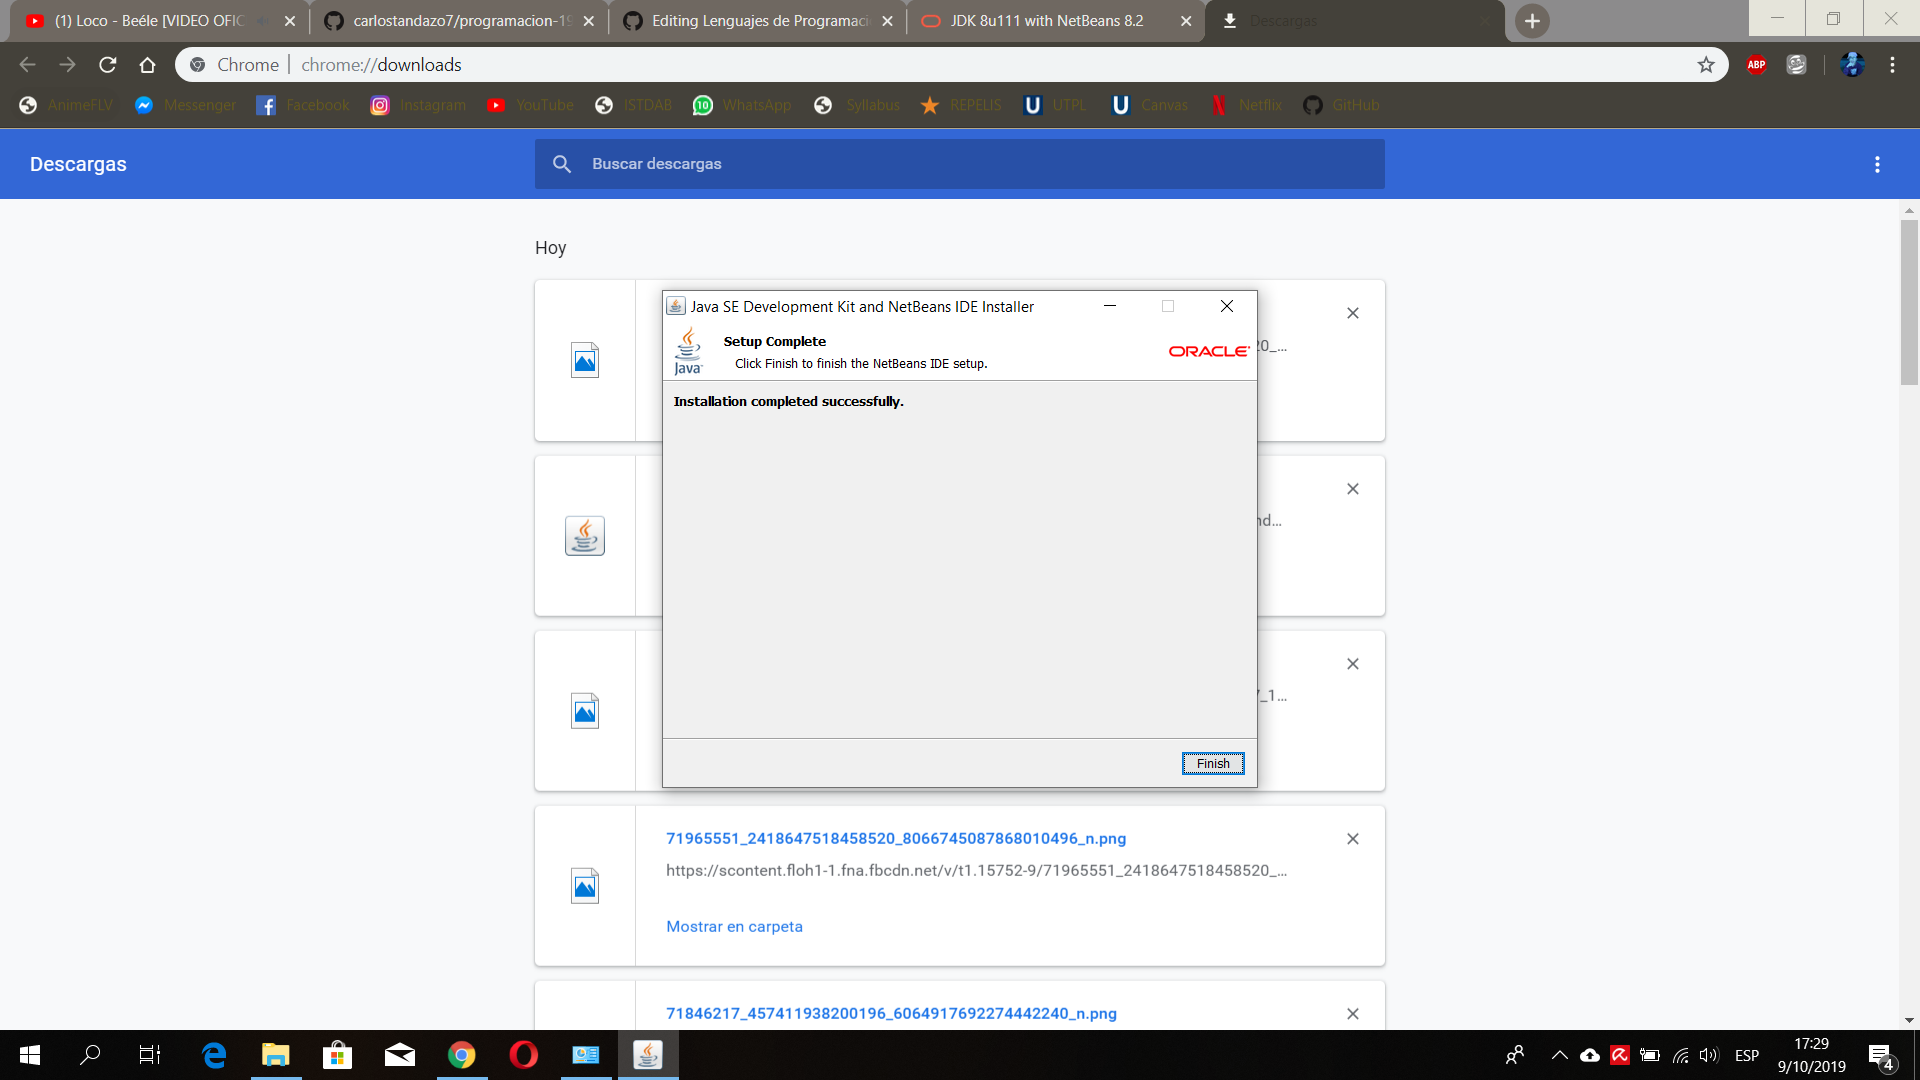 (1) Loco - Beéle [VIDEO OFIC
carlostandazo7/programacion-19
Editing Lenguajes de Programaci
JDK 8u111 with NetBeans 8.2
Descargas
Chrome
chrome://downloads
ABP
AnimeFLV
Messenger
Facebook
Instagram
YouTube
ISTDAB
10
WhatsApp
Syllabus
REPELIS
UTPL
Canvas
Netflix
GitHub
Descargas
Buscar descargas
Hoy
20_...
nd...
_1...
Java SE Development Kit and NetBeans IDE Installer
Java
Setup Complete
Click Finish to finish the NetBeans IDE setup.
ORACLE
Installation completed successfully.
Finish
71965551_2418647518458520_8066745087868010496_n.png
https://scontent.floh1-1.fna.fbcdn.net/v/t1.15752-9/71965551_2418647518458520_...
Mostrar en carpeta
71846217_457411938200196_6064917692274442240_n.png
ESP
17:29
9/10/2019
4